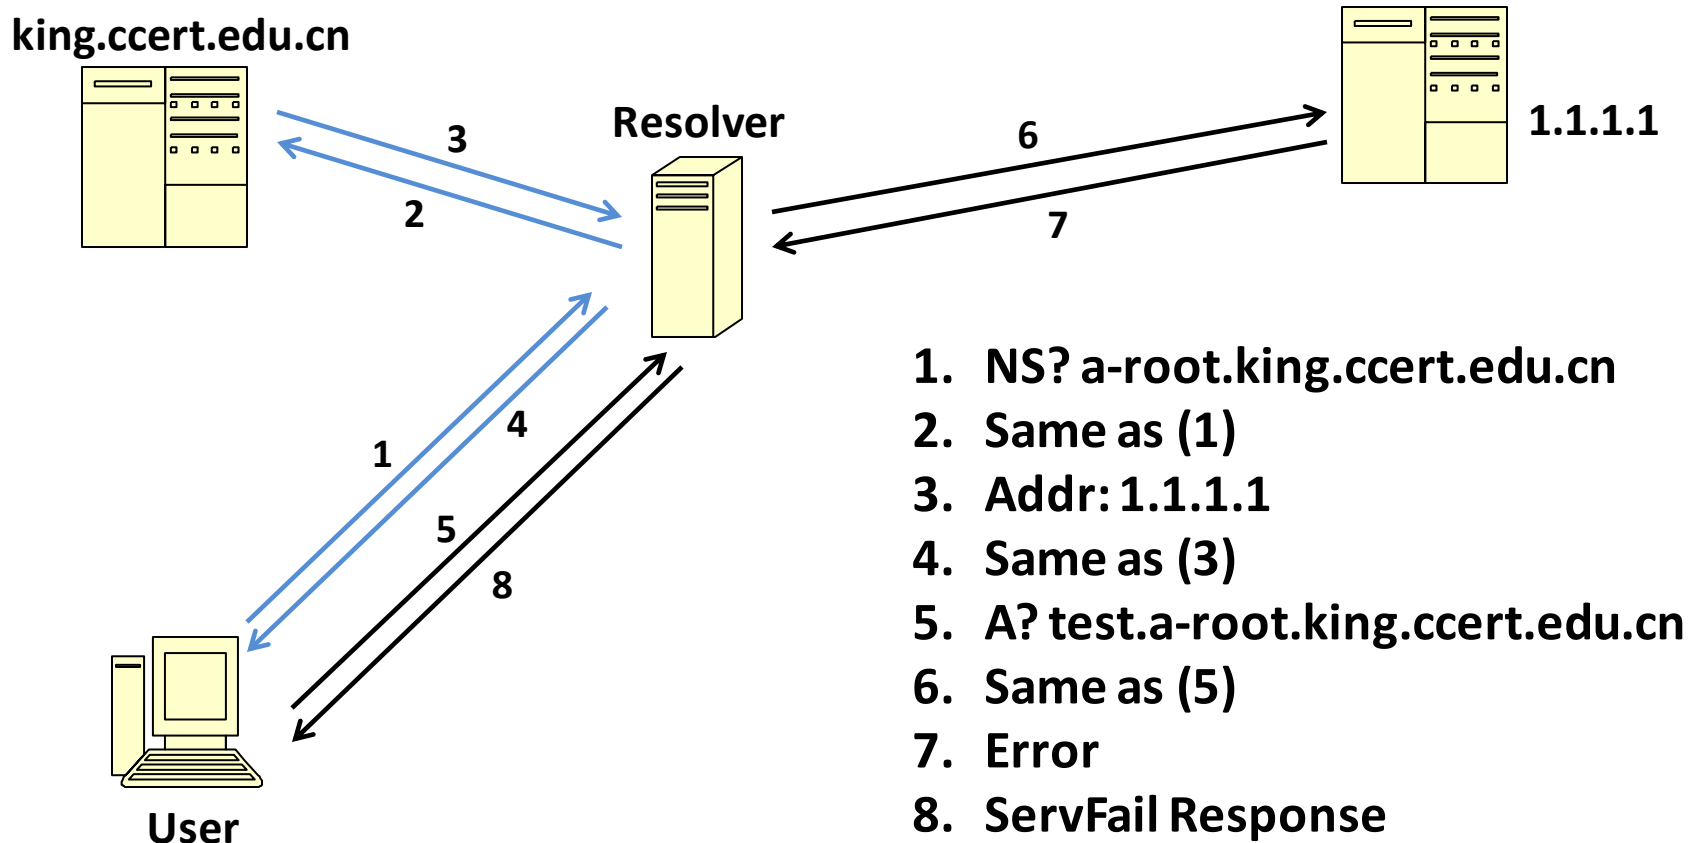 king.ccert.edu.cn
Resolver
1.1.1.1
3
2
6
7
1
4
5
8
User
1. NS? a-root.king.ccert.edu.cn
2. Same as (1)
3. Addr: 1.1.1.1
4. Same as (3)
5. A? test.a-root.king.ccert.edu.cn
6. Same as (5)
7. Error
8. ServFail Response